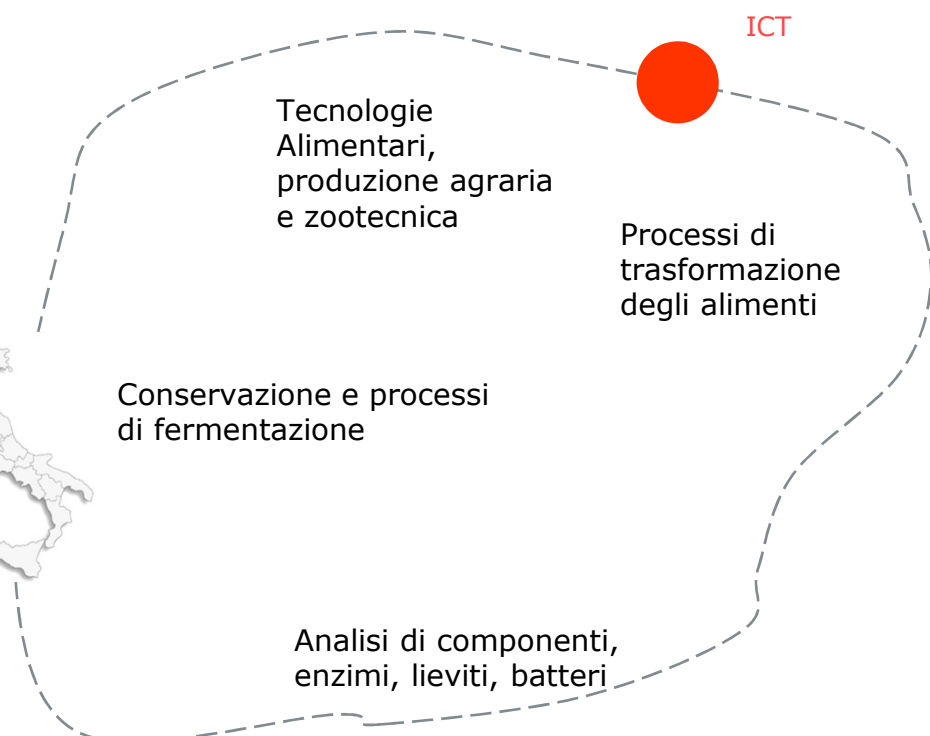 ICT
Tecnologie
Alimentari,
produzione agraria
e zootecnica
Processi di
trasformazione
degli alimenti
Conservazione e processi
di fermentazione
Analisi di componenti,
enzimi, lieviti, batteri